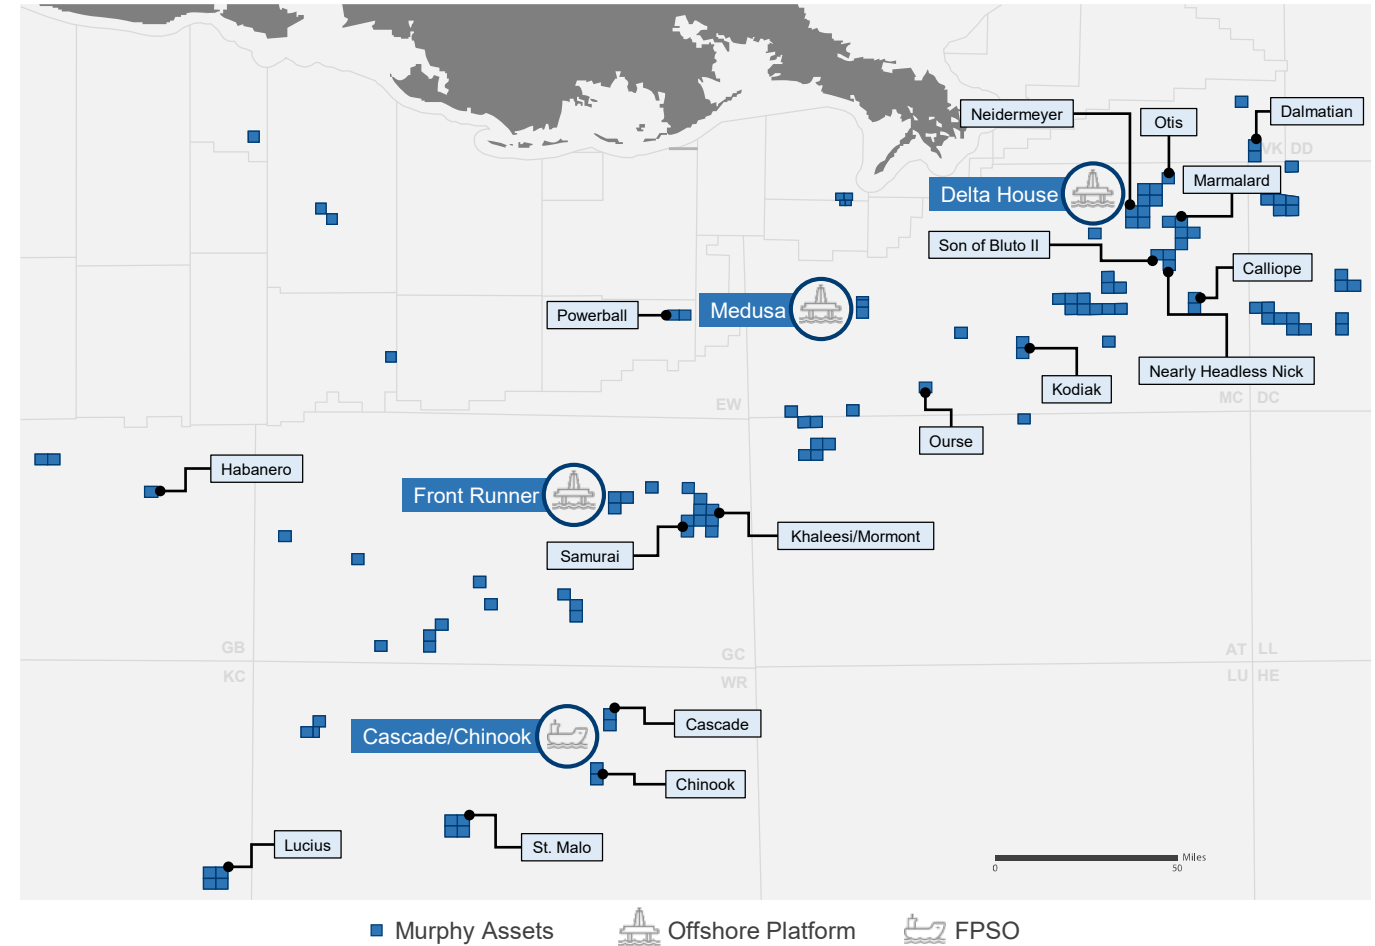 Neidermeyer
Otis
Dalmatian
VK DD
Marmalard
Delta House
Son of Bluto II
Calliope
Powerball
Medusa
Nearly Headless Nick
Kodiak
EW
MC DC
Ourse
Habanero
Front Runner
Khaleesi/Mormont
Samurai
GB
GC
AT LL
KC
WR
LU HE
Cascade/Chinook
Cascade
Chinook
Lucius
St. Malo
Miles
0 50
Murphy Assets Offshore Platform FPSO